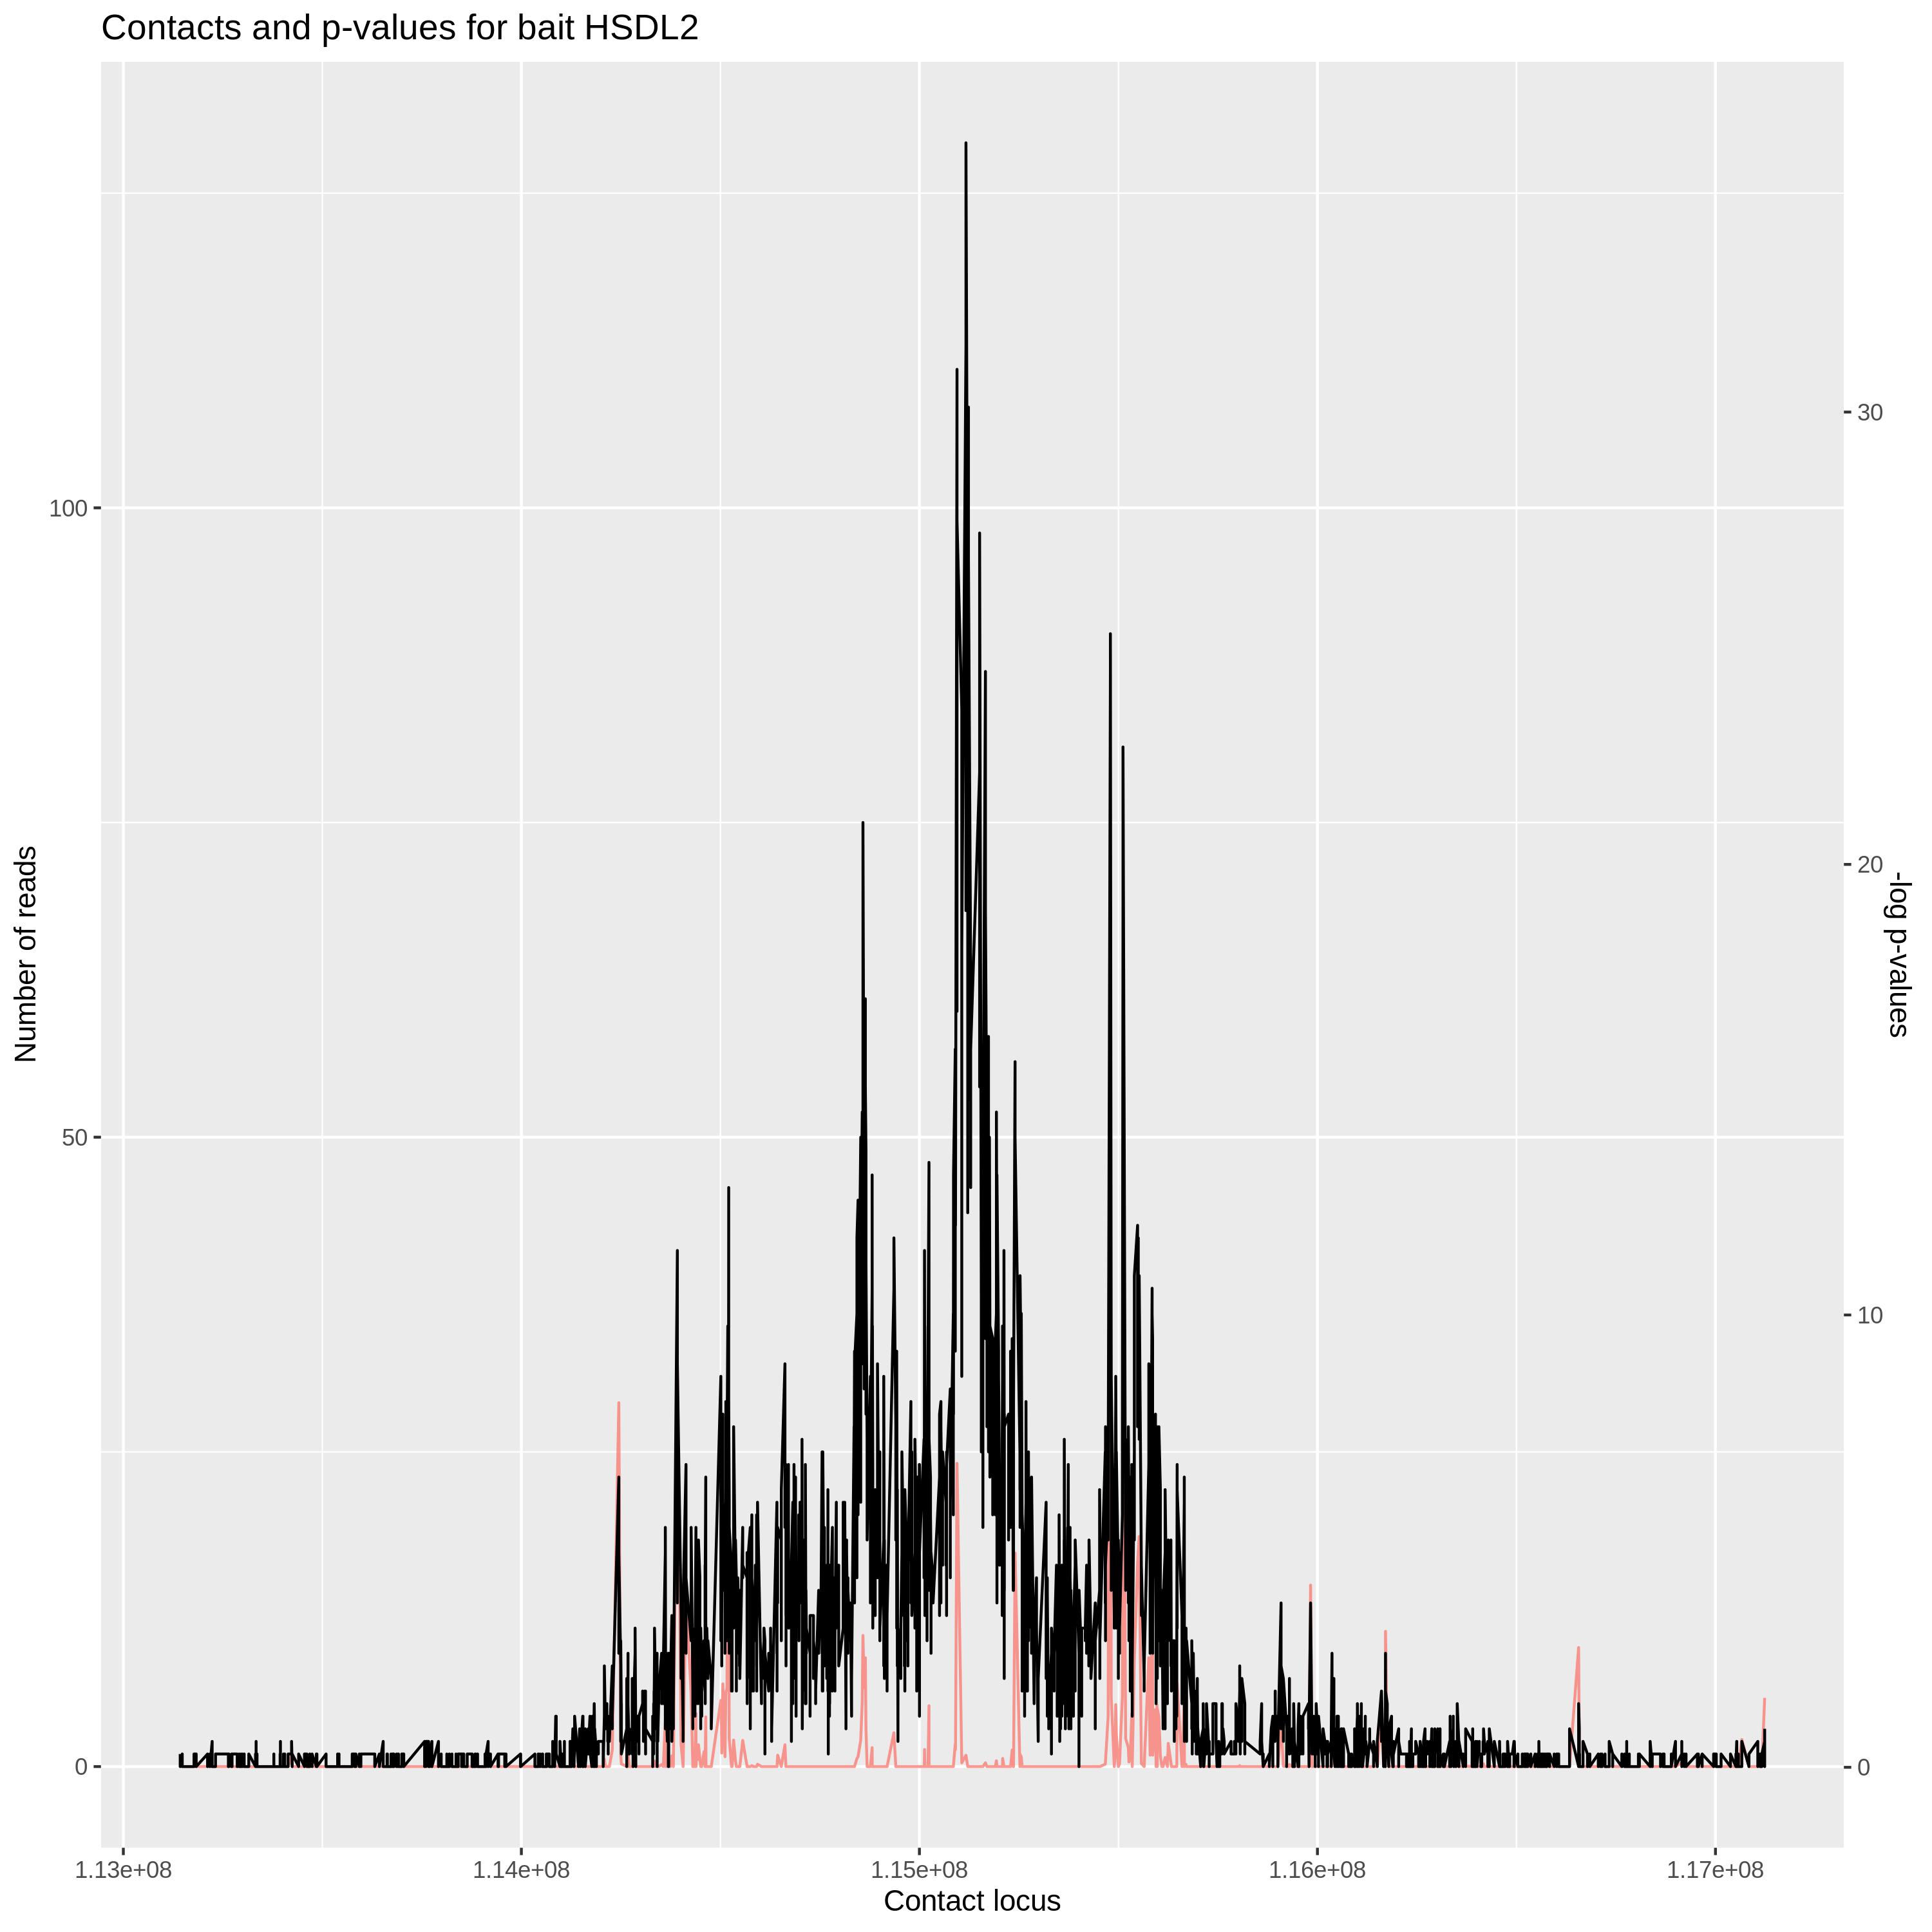 Contacts and p-values for bait HSDL2
Number of reads
100
50
0
30
20
10
0
-log p-values
1.13e+08
1.14e+08
1.15e+08
1.16e+08
1.17e+08
Contact locus